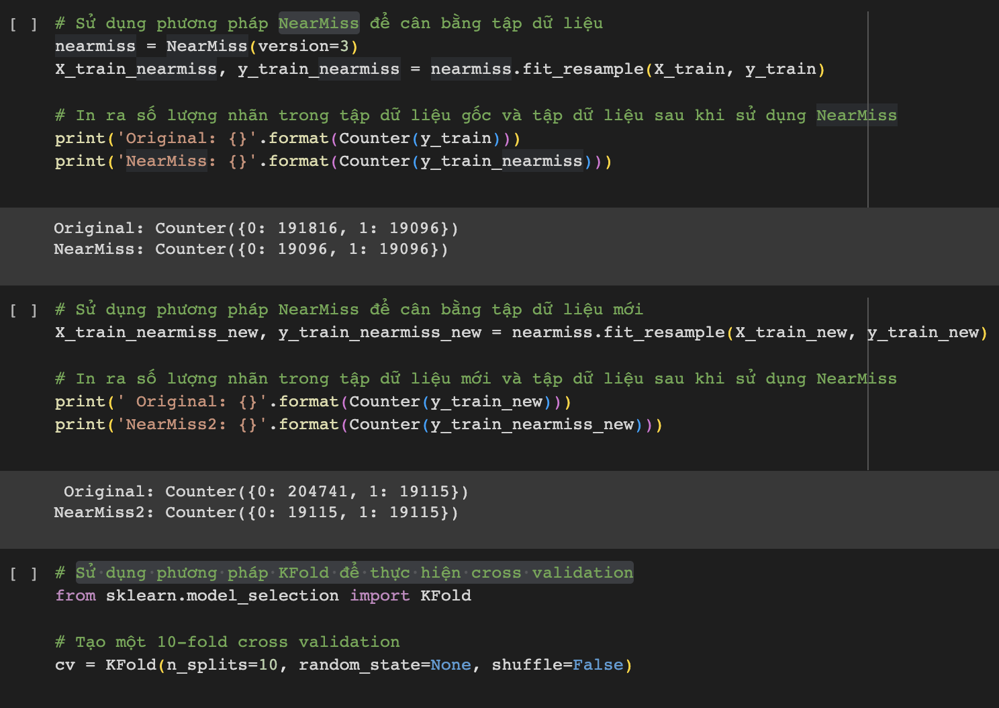 [ ] # Sử dụng phương pháp NearMiss để cân bằng tập dữ liệu
nearmiss = NearMiss(version=3)
X_train_nearmiss, y_train_nearmiss = nearmiss.fit_resample(X_train, y_train)
# In ra số lượng nhãn trong tập dữ liệu gốc và tập dữ liệu sau khi sử dụng NearMiss
print('Original: {}'.format(Counter(y_train)))
print('NearMiss: {}'.format(Counter(y_train_nearmiss)))
Original: Counter({0: 191816, 1: 19096})
NearMiss: Counter({0: 19096, 1: 19096})
[ ] # Sử dụng phương pháp NearMiss để cân bằng tập dữ liệu mới
X_train_nearmiss_new, y_train_nearmiss_new = nearmiss.fit_resample(X_train_new, y_train_new)
# In ra số lượng nhãn trong tập dữ liệu mới và tập dữ liệu sau khi sử dụng NearMiss
print(' Original: {}'.format(Counter(y_train_new)))
print('NearMiss2: {}'.format(Counter(y_train_nearmiss_new)))
Original: Counter({0: 204741, 1: 19115})
NearMiss2: Counter({0: 19115, 1: 19115})
[ ] # Sử dụng phương pháp KFold để thực hiện cross validation
from sklearn.model_selection import KFold
# Tạo một 10-fold cross validation
cv = KFold(n_splits=10, random_state=None, shuffle=False)